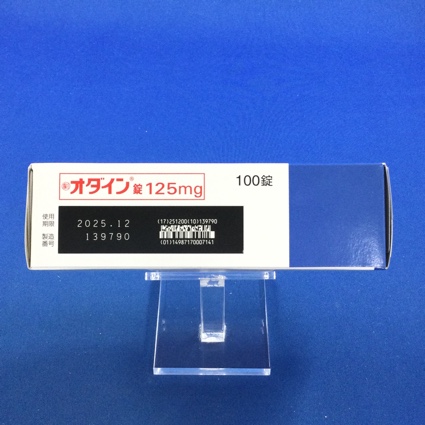 オダイン®錠125mg
100錠
使用
期限
2025.12
製造
番号
139790
(17)251200(10)139790
(01)14987170007141